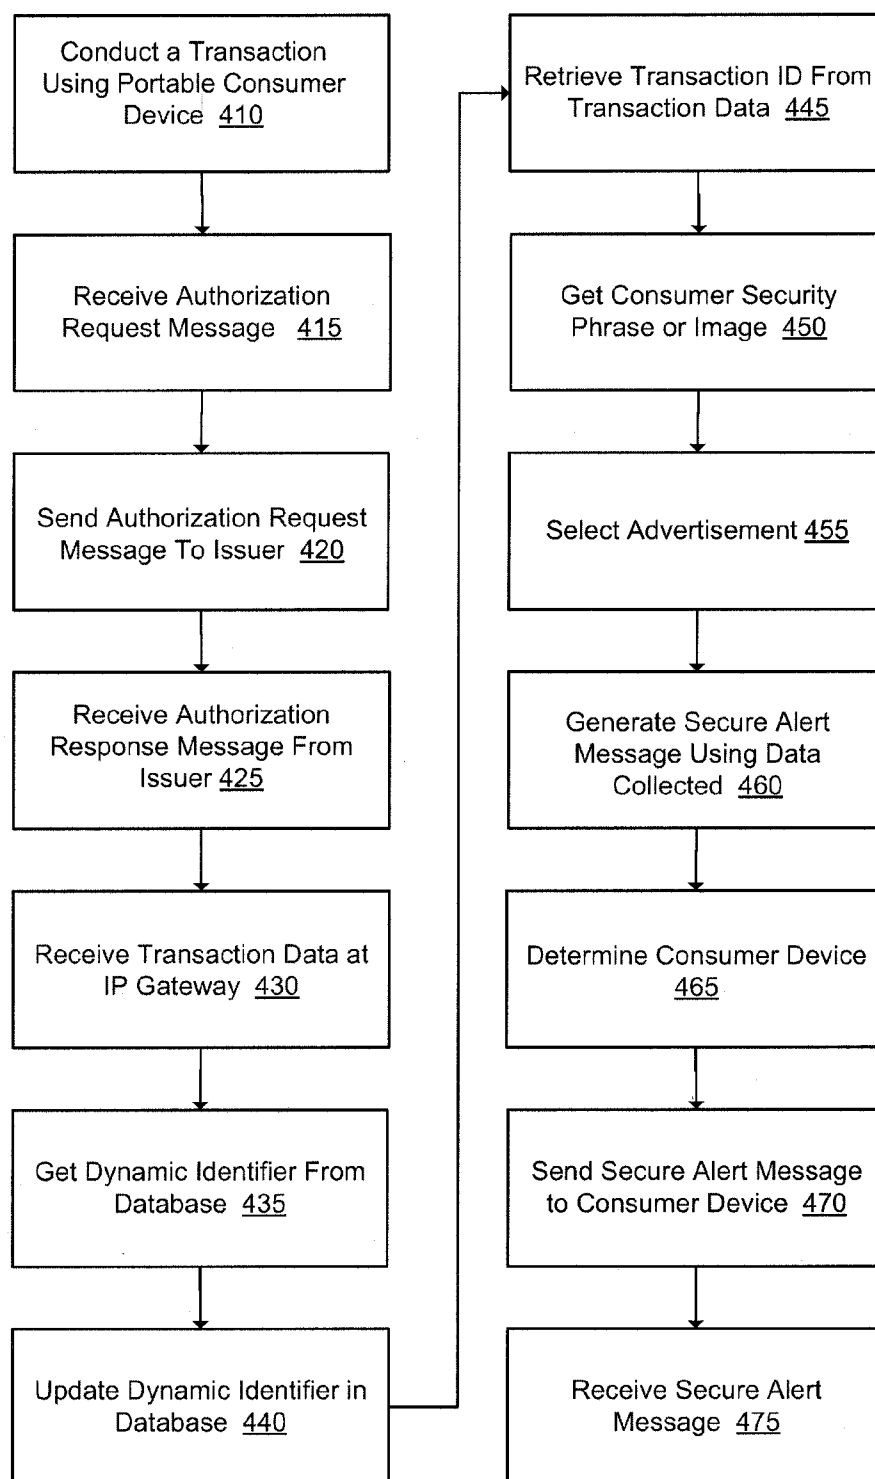 Conduct a Transaction
Using Portable Consumer
Device 410
Receive Authorization
Request Message 415
Send Authorization Request
Message To Issuer 420
Receive Authorization
Response Message From
Issuer 425
Receive Transaction Data at
IP Gateway 430
Get Dynamic Identifier From
Database 435
Update Dynamic Identifier in
Database 440
Retrieve Transaction ID From
Transaction Data 445
Get Consumer Security
Phrase or Image 450
Select Advertisement 455
Generate Secure Alert
Message Using Data
Collected 460
Determine Consumer Device
465
Send Secure Alert Message
to Consumer Device 470
Receive Secure Alert
Message 475